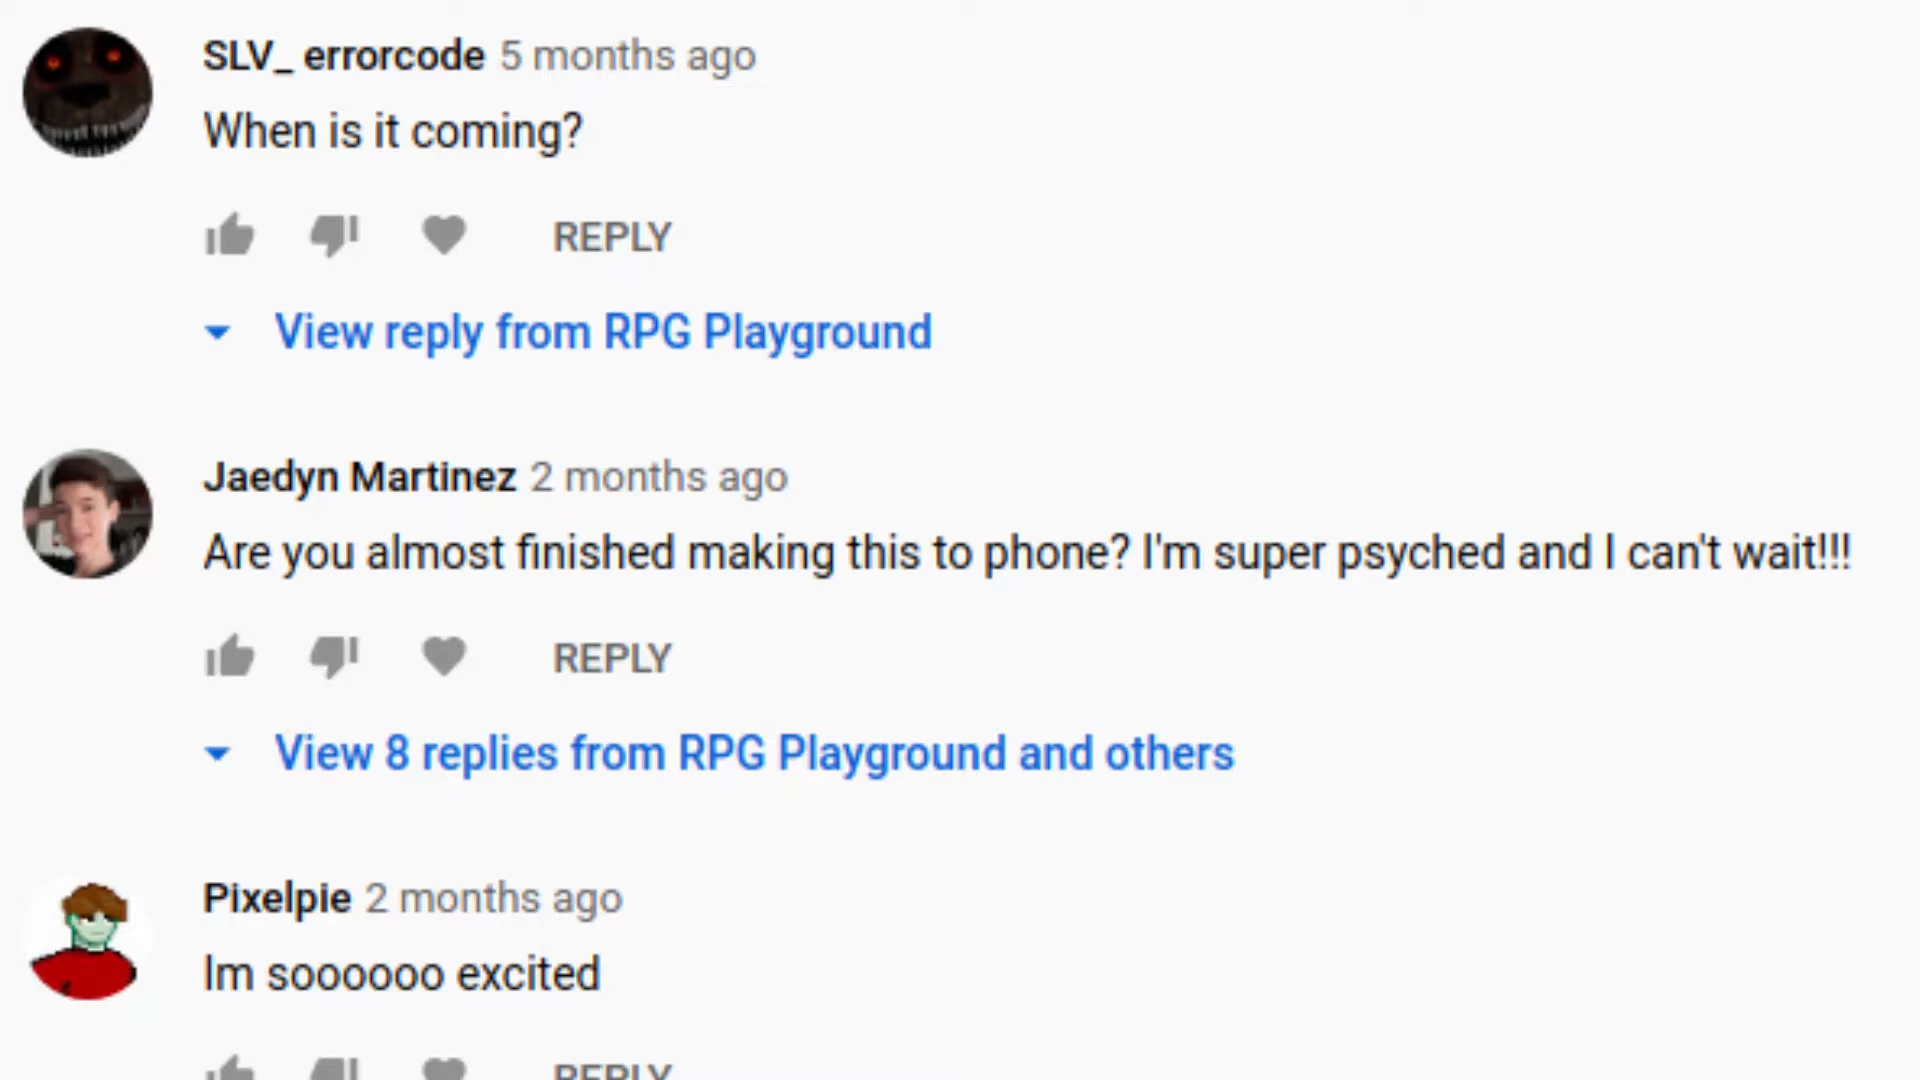 SLV_ errorcode 5 months ago
When is it coming?
REPLY
View reply from RPG Playground
Jaedyn Martinez 2 months ago
Are you almost finished making this to phone? I'm super psyched and I can't wait!!!
REPLY
View 8 replies from RPG Playground and others
Pixelpie 2 months ago
Im soooooo excited
REPLY